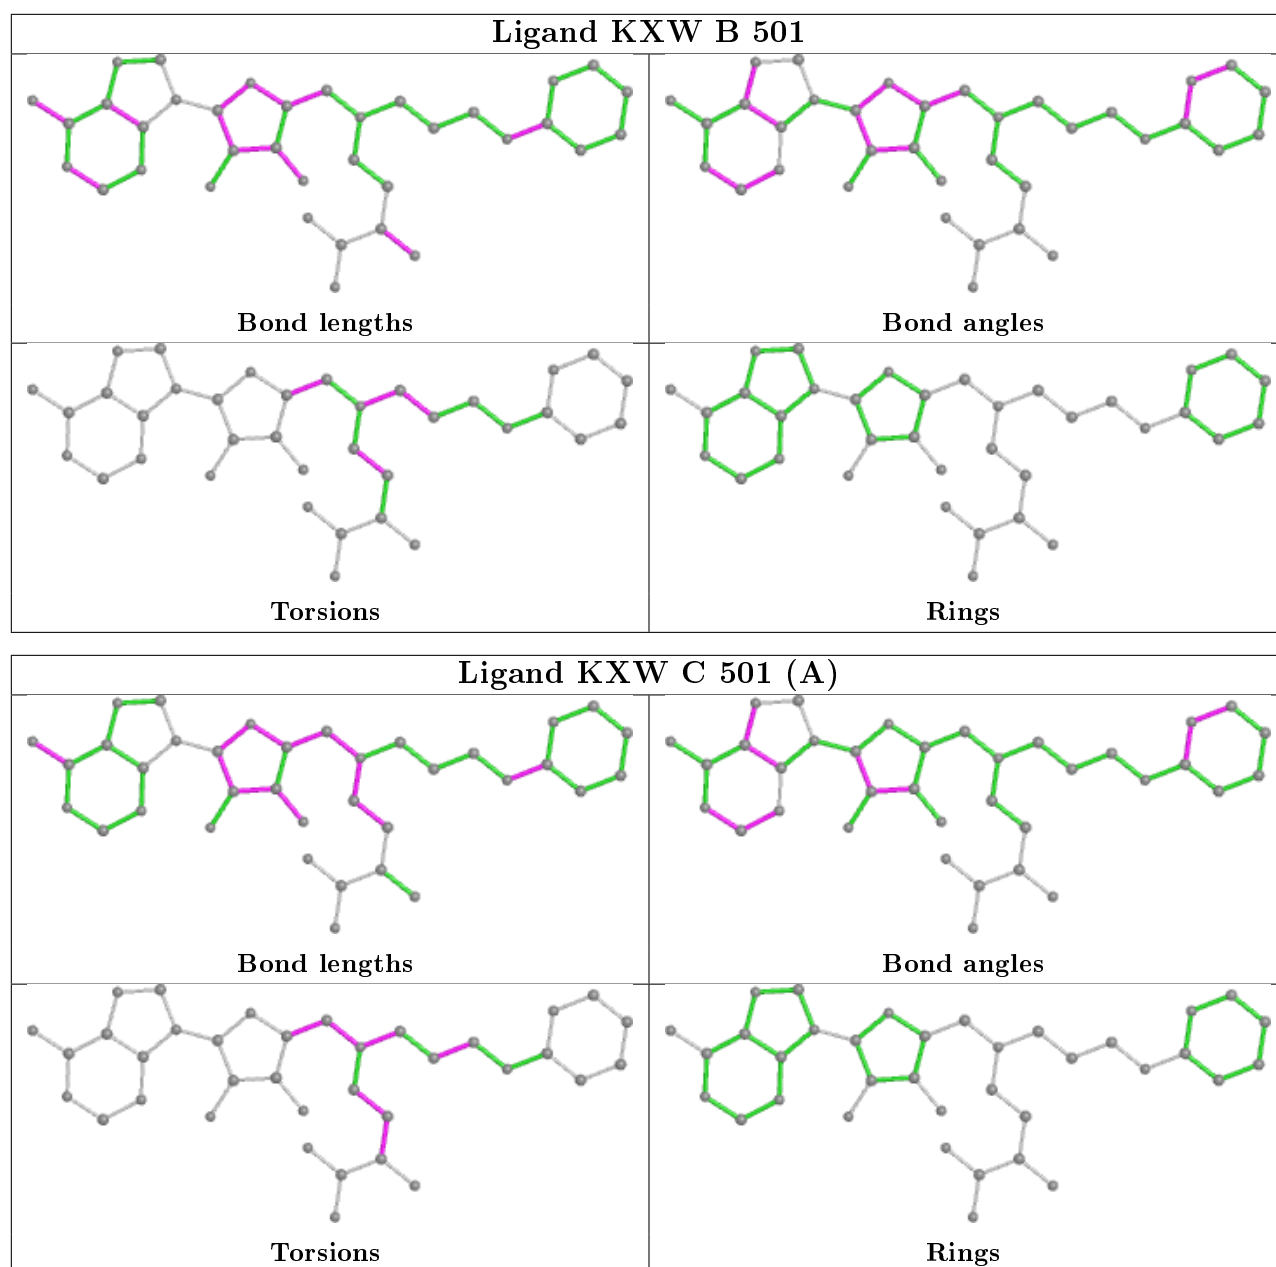 Ligand KXW B 501
Bond lengths
Bond angles
Torsions
Rings
Ligand KXW C 501 (A)
Bond lengths
Bond angles
Torsions
Rings